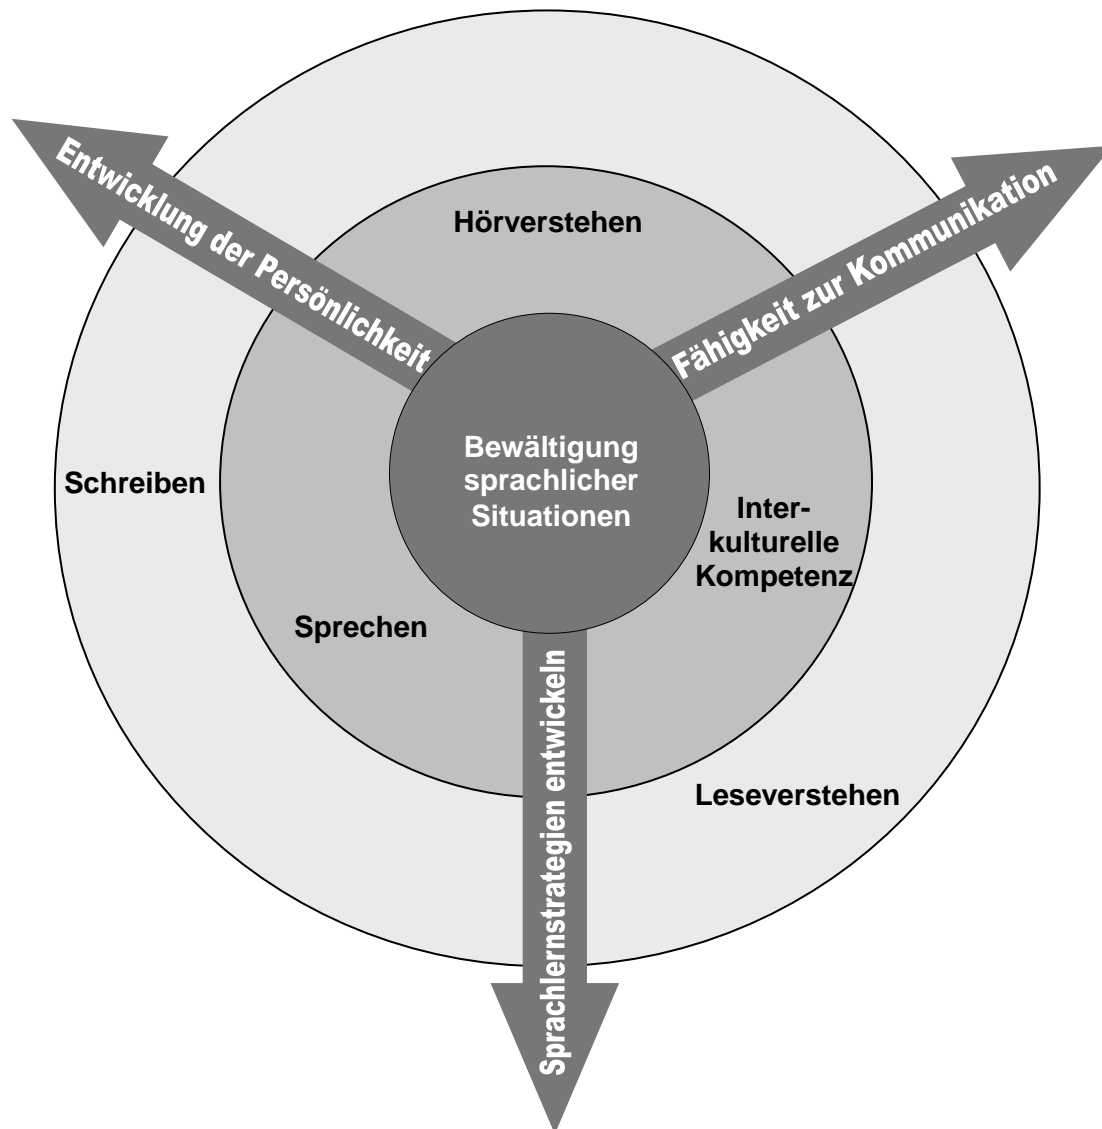 Entwicklung der Persönlichkeit
Fähigkeit zur Kommunikation
Hörverstehen
Bewältigung
sprachlicher
Situationen
Schreiben
Inter-
kulturelle
Kompetenz
Sprechen
Sprachlernstrategien entwickeln
Leseverstehen